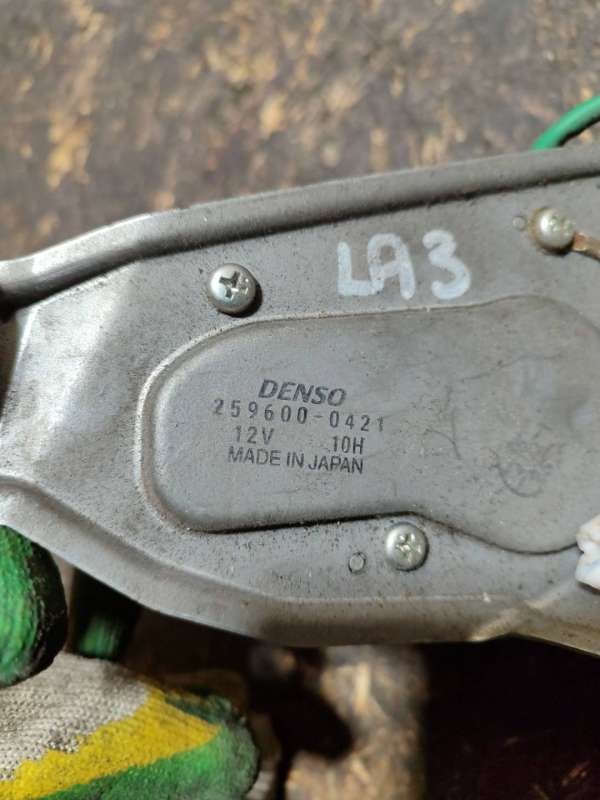 LA3
DENSO
259600-0421
12V 10H
MADE IN JAPAN